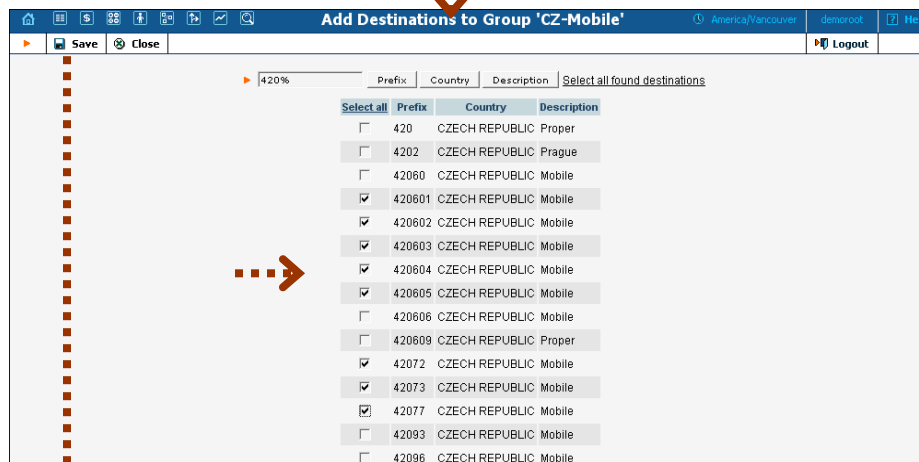 Add Destinations to Group 'CZ-Mobile' America/Vancouver demoroot ? He
Save Close Logout
420% Prefix Country Description Select all found destinations
Select all Prefix Country Description
420 CZECH REPUBLIC Proper
4202 CZECH REPUBLIC Prague
42060 CZECH REPUBLIC Mobile
420601 CZECH REPUBLIC Mobile
420602 CZECH REPUBLIC Mobile
420603 CZECH REPUBLIC Mobile
420604 CZECH REPUBLIC Mobile
420605 CZECH REPUBLIC Mobile
420606 CZECH REPUBLIC Mobile
420609 CZECH REPUBLIC Proper
42072 CZECH REPUBLIC Mobile
42073 CZECH REPUBLIC Mobile
42077 CZECH REPUBLIC Mobile
42093 CZECH REPUBLIC Mobile
42096 CZECH REPUBLIC Mobile